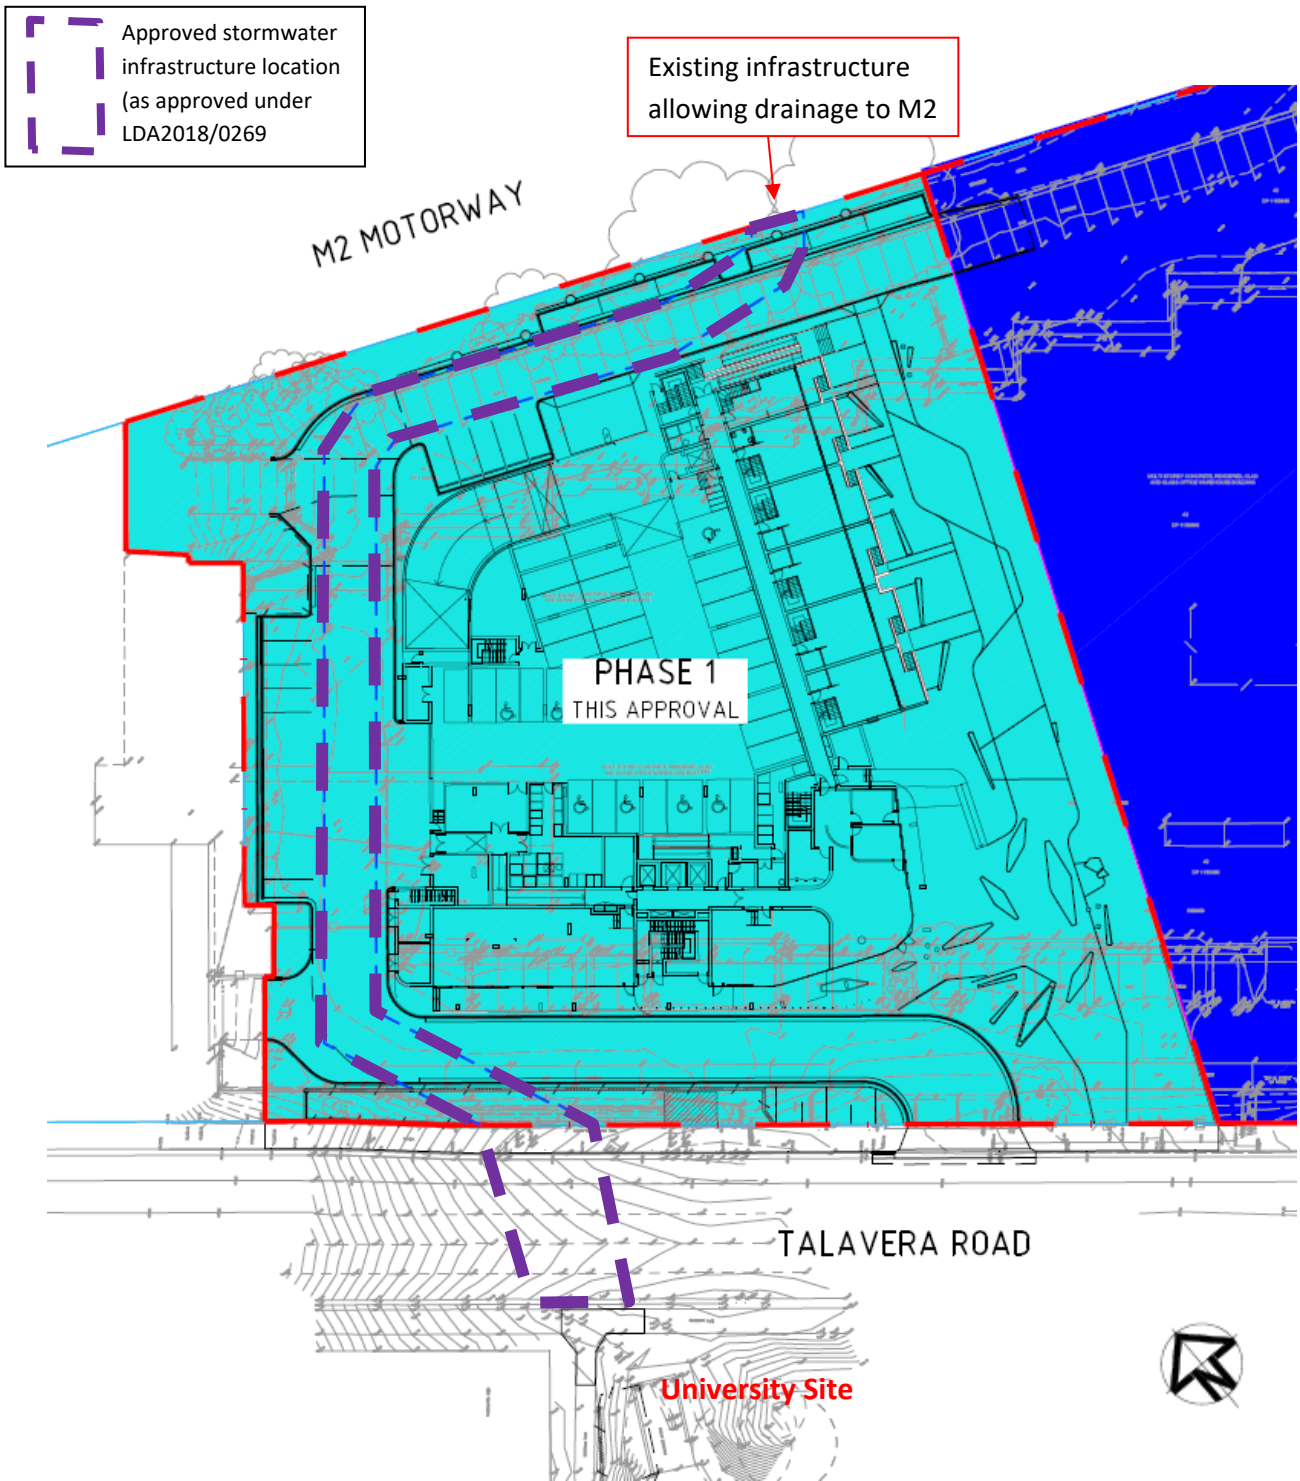 Approved stormwater
infrastructure location
(as approved under
LDA2018/0269
Existing infrastructure
allowing drainage to M2
M2 MOTORWAY
PHASE 1
THIS APPROVAL
TALAVERA ROAD
University Site